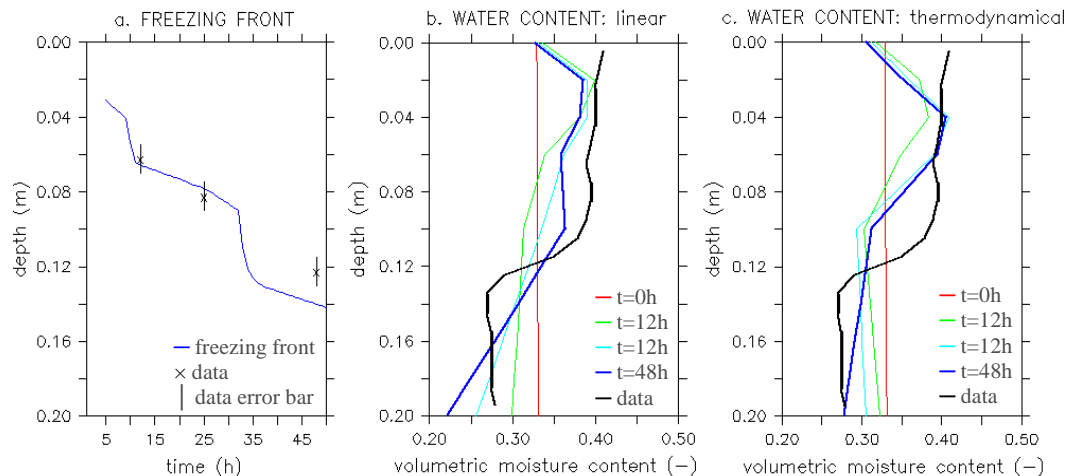 a. FREEZING FRONT
b. WATER CONTENT: linear
c. WATER CONTENT: thermodynamical
0.00
0.04
0.08
0.12
0.16
0.20
depth (m)
5
15
25
35
45
time (h)
freezing front
data
data error bar
0.00
0.04
0.08
0.12
0.16
0.20
depth (m)
0.20
0.30
0.40
0.50
volumetric moisture content (–)
t=0h
t=12h
t=12h
t=48h
data
0.00
0.04
0.08
0.12
0.16
0.20
depth (m)
0.20
0.30
0.40
0.50
volumetric moisture content (–)
t=0h
t=12h
t=12h
t=48h
data